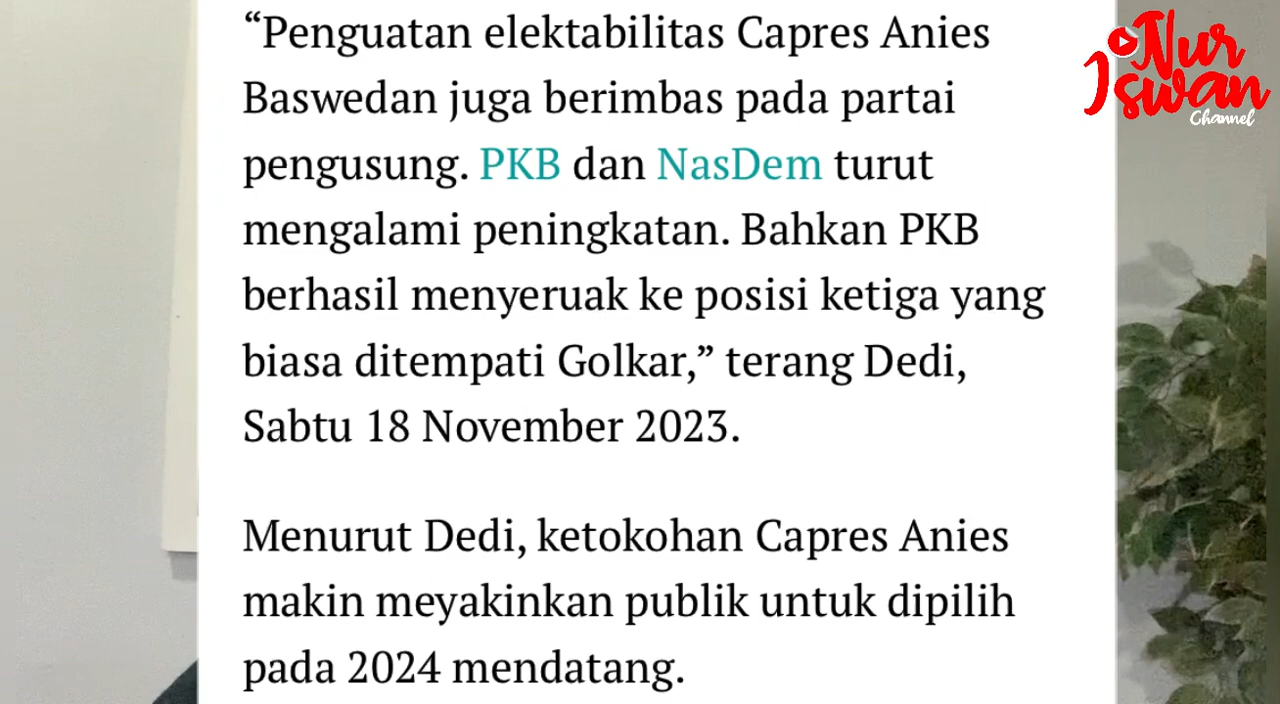 “Penguatan elektabilitas Capres Anies
Baswedan juga berimbas pada partai
pengusung. PKB dan NasDem turut
mengalami peningkatan. Bahkan PKB
berhasil menyeruak ke posisi ketiga yang
biasa ditempati Golkar,” terang Dedi,
Sabtu 18 November 2023.
Menurut Dedi, ketokohan Capres Anies
makin meyakinkan publik untuk dipilih
pada 2024 mendatang.
Nur
Iswan
Channel